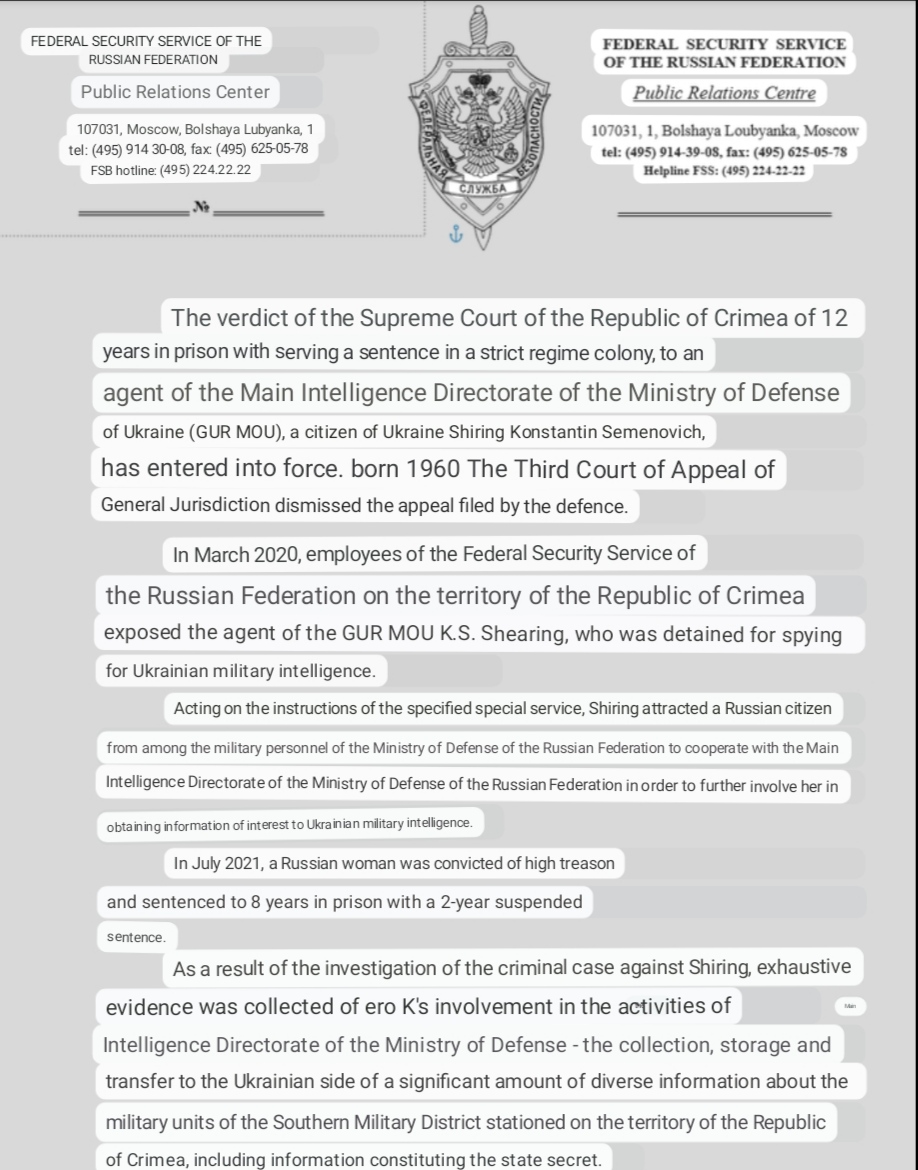 FEDERAL SECURITY SERVICE OF THE
RUSSIAN FEDERATION
Public Relations Center
107031, Moscow, Bolshaya Lubyanka, 1
tel: (495) 914 30-08, fax: (495) 625-05-78
FSB hotline: (495) 224.22.22
№
ФЕДЕРАЛЬНАЯ
СЛУЖБА
БЕЗОПАСНОСТИ
FEDERAL SECURITY SERVICE
OF THE RUSSIAN FEDERATION
Public Relations Centre
107031, 1, Bolshaya Loubyanka, Moscow
tel: (495) 914-39-08, fax: (495) 625-05-78
Helpline FSS: (495) 224-22-22
The verdict of the Supreme Court of the Republic of Crimea of 12
years in prison with serving a sentence in a strict regime colony, to an
agent of the Main Intelligence Directorate of the Ministry of Defense
of Ukraine (GUR MOU), a citizen of Ukraine Shiring Konstantin Semenovich,
has entered into force. born 1960 The Third Court of Appeal of
General Jurisdiction dismissed the appeal filed by the defence.
In March 2020, employees of the Federal Security Service of
the Russian Federation on the territory of the Republic of Crimea
exposed the agent of the GUR MOU K.S. Shearing, who was detained for spying
for Ukrainian military intelligence.
Acting on the instructions of the specified special service, Shiring attracted a Russian citizen
from among the military personnel of the Ministry of Defense of the Russian Federation to cooperate with the Main
Intelligence Directorate of the Ministry of Defense of the Russian Federation in order to further involve her in
obtaining information of interest to Ukrainian military intelligence.
In July 2021, a Russian woman was convicted of high treason
and sentenced to 8 years in prison with a 2-year suspended
sentence.
As a result of the investigation of the criminal case against Shiring, exhaustive
evidence was collected of ero K's involvement in the activities of Main
Intelligence Directorate of the Ministry of Defense - the collection, storage and
transfer to the Ukrainian side of a significant amount of diverse information about the
military units of the Southern Military District stationed on the territory of the Republic
of Crimea, including information constituting the state secret.